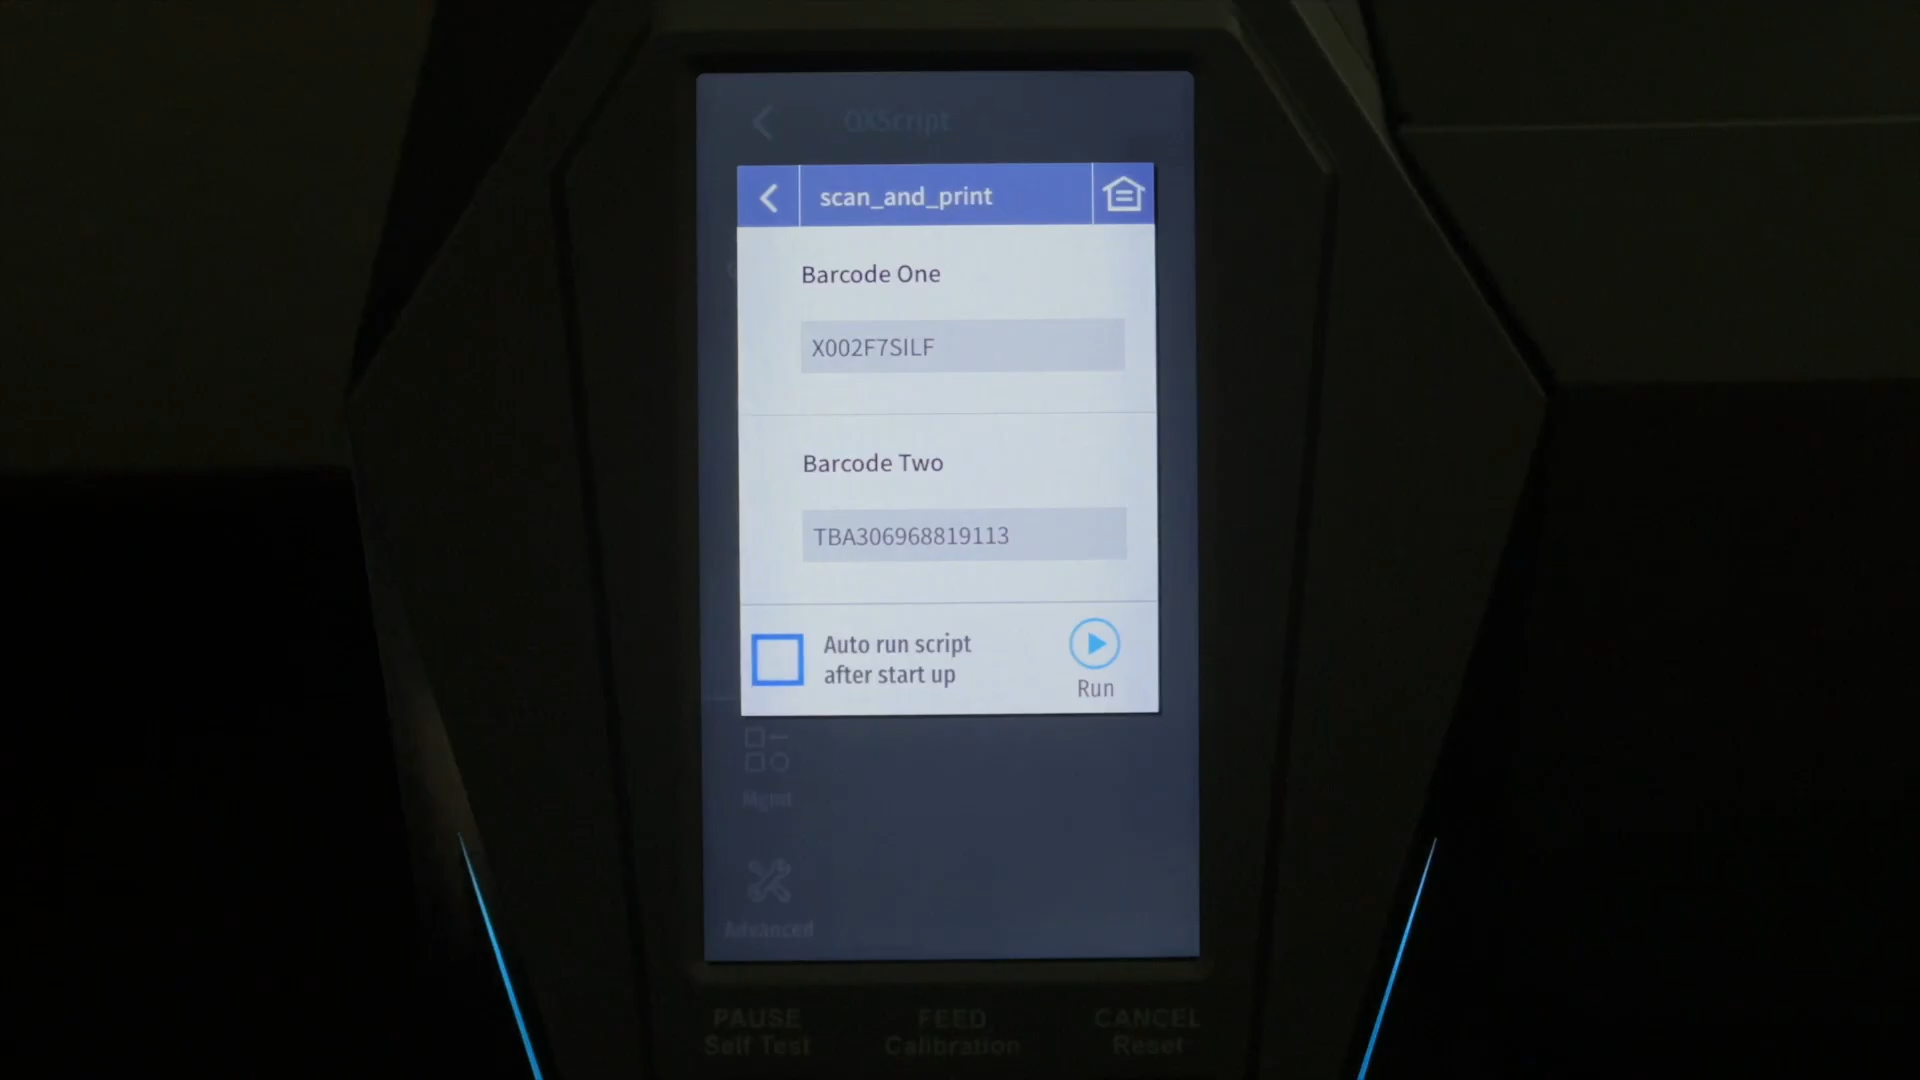 OXScript
scan_and_print
Barcode One
X002F7SILF
Barcode Two
TBA306968819113
Auto run script
after start up
Run
Mgmt
Advanced
PAUSE FEED CANCEL
Self Test Calibration Reset